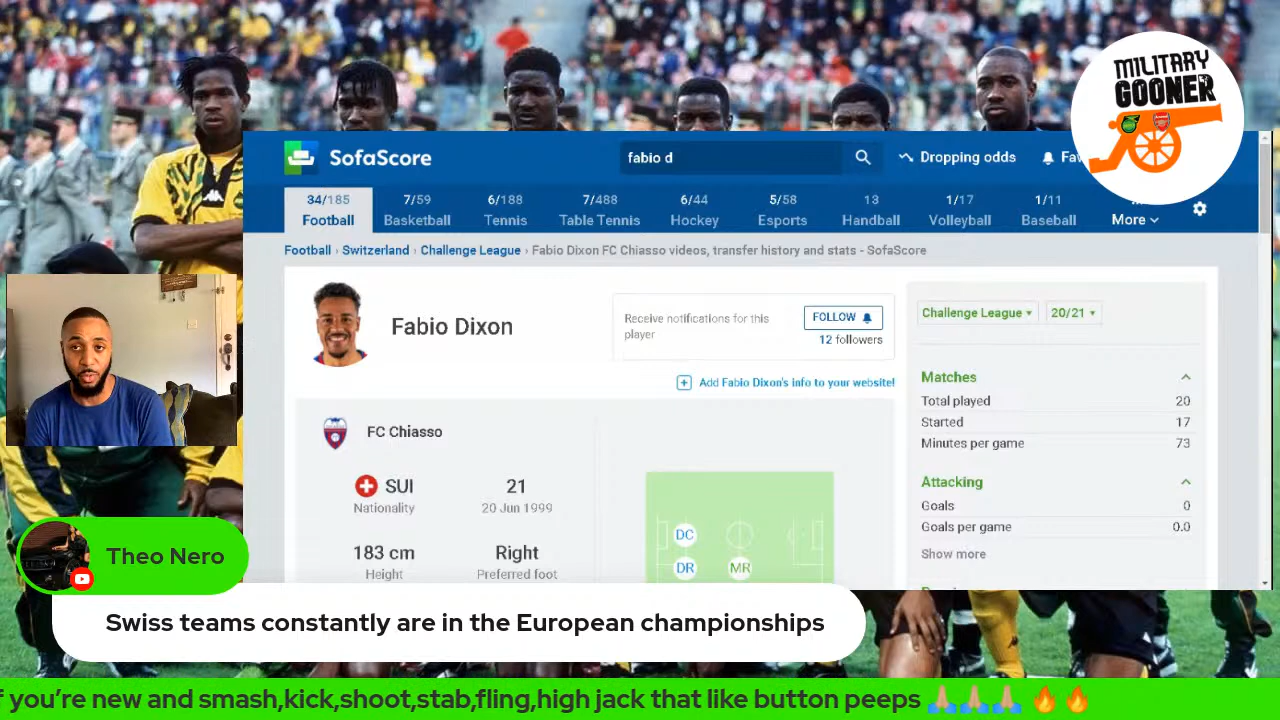 MILITARY
GOONER
SofaScore
fabio d
Dropping odds
Fav
34/185
Football
7/59
Basketball
6/188
Tennis
7/488
Table Tennis
6/44
Hockey
5/58
Esports
13
Handball
1/17
Volleyball
1/11
Baseball
More
Football › Switzerland › Challenge League › Fabio Dixon FC Chiasso videos, transfer history and stats - SofaScore
Fabio Dixon
Receive notifications for this
player
FOLLOW
12 followers
Add Fabio Dixon's info to your website!
Challenge League
20/21
Matches
Total played 20
Started 17
Minutes per game 73
Attacking
Goals 0
Goals per game 0.0
Show more
FC Chiasso
SUI
Nationality
21
20 Jun 1999
183 cm
Height
Right
Preferred foot
DC
DR
MR
Theo Nero
Swiss teams constantly are in the European championships
f you’re new and smash,kick,shoot,stab,fling,high jack that like button peeps 🙏🏼🙏🏼🙏🏼 🔥 🔥